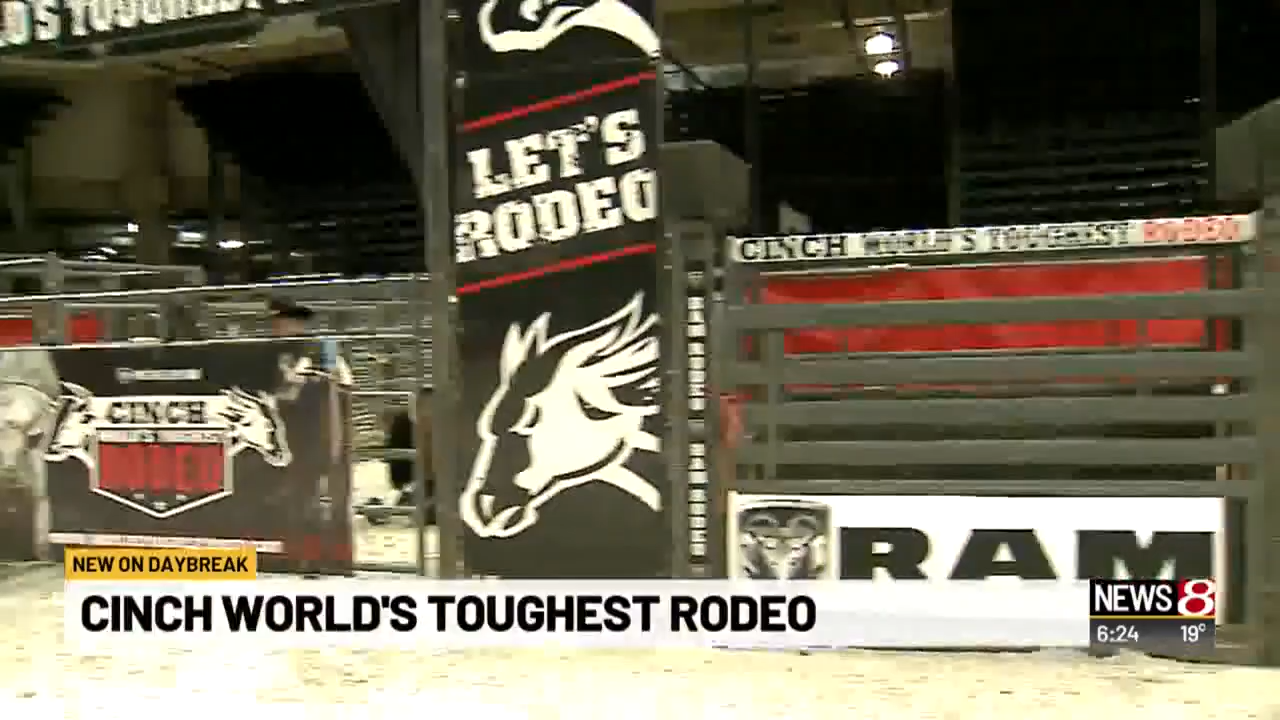 LET'S
RODEO
CINCH WORLD'S TOUGHEST RODEO
CINCH
RODEO
RAM
NEW ON DAYBREAK
CINCH WORLD'S TOUGHEST RODEO
NEWS 8
6:24 19°